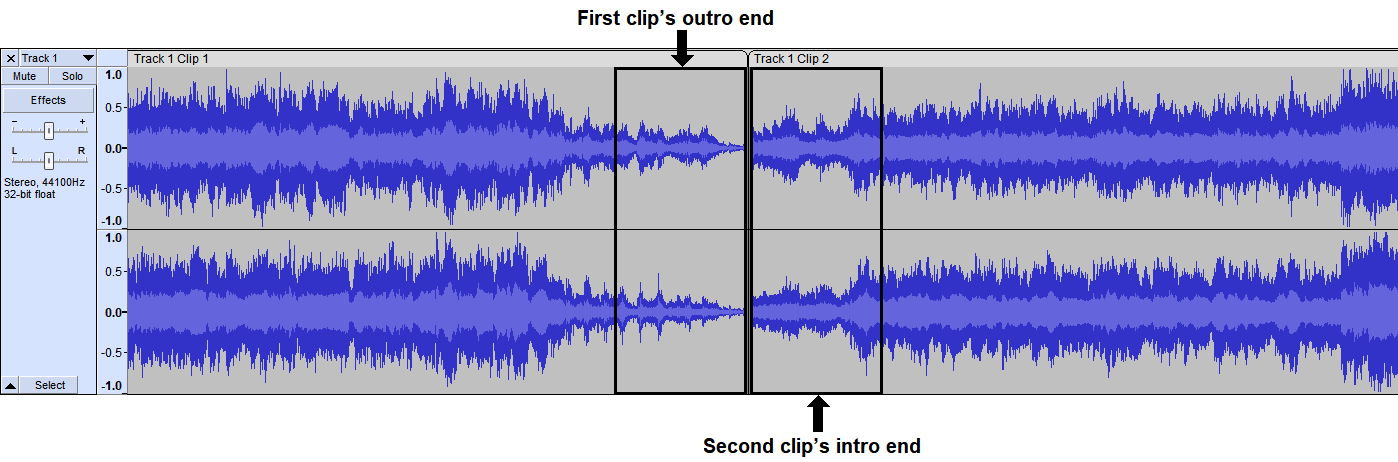 First clip’s outro end
× Track 1 Track 1 Clip 1 Track 1 Clip 2
Mute Solo
Effects
- +
L R
Stereo, 44100Hz
32-bit float
1.0
0.5-
0.0-
-0.5-
-1.0
1.0
0.5-
0.0-
-0.5-
-1.0
Select
Second clip’s intro end